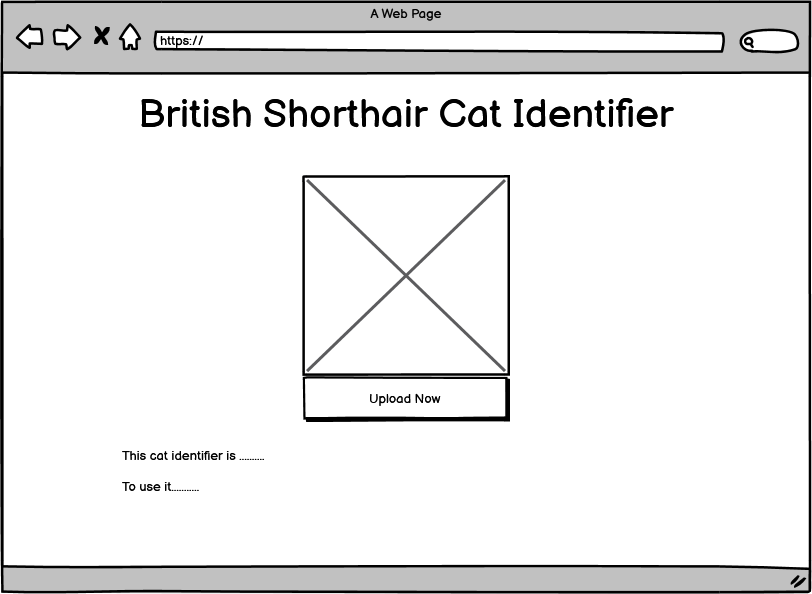 A Web Page
https://
British Shorthair Cat Identifier
Upload Now
This cat identifier is ..........
To use it...........